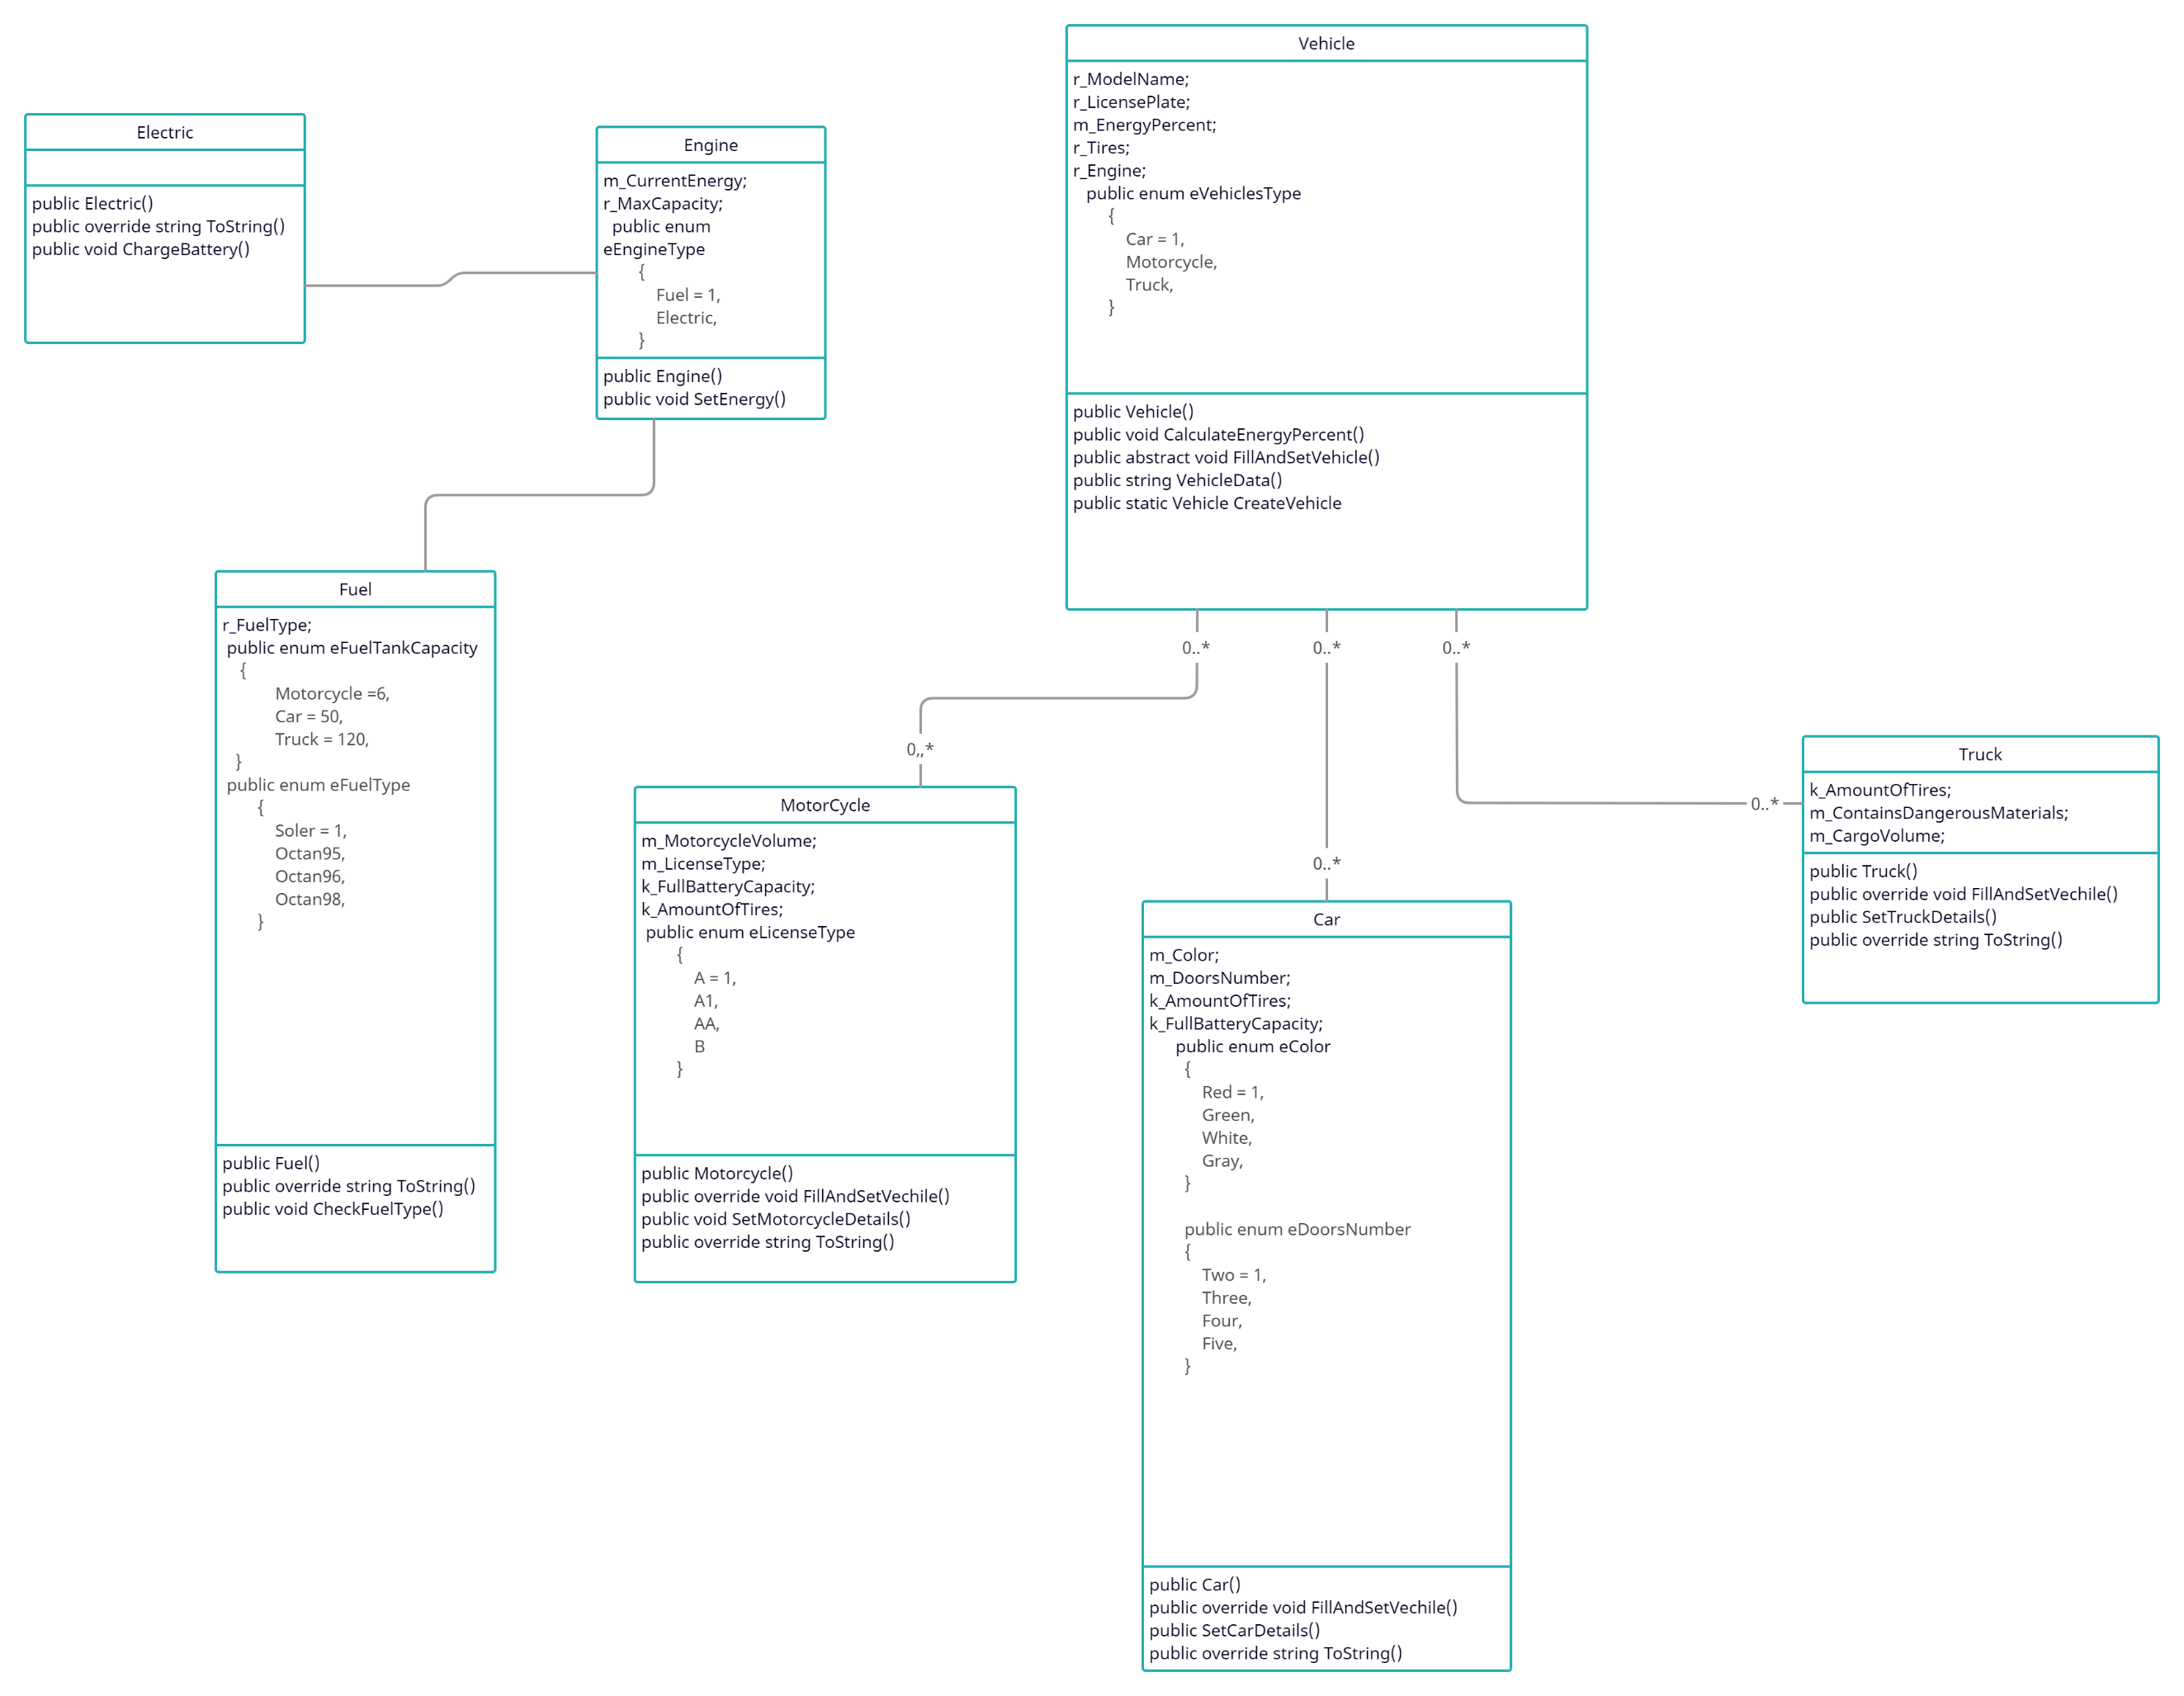 Vehicle
r_ModelName;
r_LicensePlate;
m_EnergyPercent;
r_Tires;
r_Engine;
public enum eVehiclesType
{
Car = 1,
Motorcycle,
Truck,
}
public Vehicle()
public void CalculateEnergyPercent()
public abstract void FillAndSetVehicle()
public string VehicleData()
public static Vehicle CreateVehicle
Electric
public Electric()
public override string ToString()
public void ChargeBattery()
Engine
m_CurrentEnergy;
r_MaxCapacity;
public enum
eEngineType
{
Fuel = 1,
Electric,
}
public Engine()
public void SetEnergy()
Fuel
r_FuelType;
public enum eFuelTankCapacity
{
Motorcycle =6,
Car = 50,
Truck = 120,
}
public enum eFuelType
{
Soler = 1,
Octan95,
Octan96,
Octan98,
}
public Fuel()
public override string ToString()
public void CheckFuelType()
0..*
0..*
0..*
0,,*
0..*
0..*
MotorCycle
m_MotorcycleVolume;
m_LicenseType;
k_FullBatteryCapacity;
k_AmountOfTires;
public enum eLicenseType
{
A = 1,
A1,
AA,
B
}
public Motorcycle()
public override void FillAndSetVechile()
public void SetMotorcycleDetails()
public override string ToString()
Car
m_Color;
m_DoorsNumber;
k_AmountOfTires;
k_FullBatteryCapacity;
public enum eColor
{
Red = 1,
Green,
White,
Gray,
}
public enum eDoorsNumber
{
Two = 1,
Three,
Four,
Five,
}
public Car()
public override void FillAndSetVechile()
public SetCarDetails()
public override string ToString()
Truck
k_AmountOfTires;
m_ContainsDangerousMaterials;
m_CargoVolume;
public Truck()
public override void FillAndSetVechile()
public SetTruckDetails()
public override string ToString()